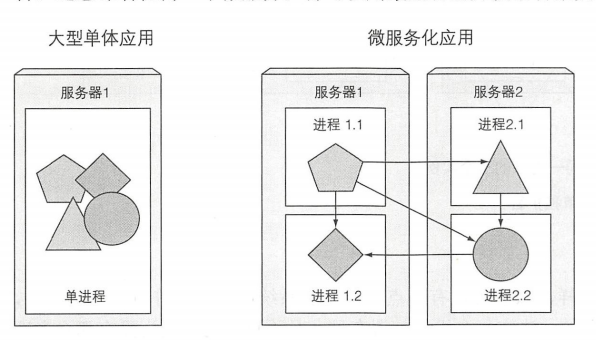 大型单体应用
微服务化应用
服务器1
服务器1
服务器2
进程 1.1
进程2.1
单进程
进程 1.2
进程2.2